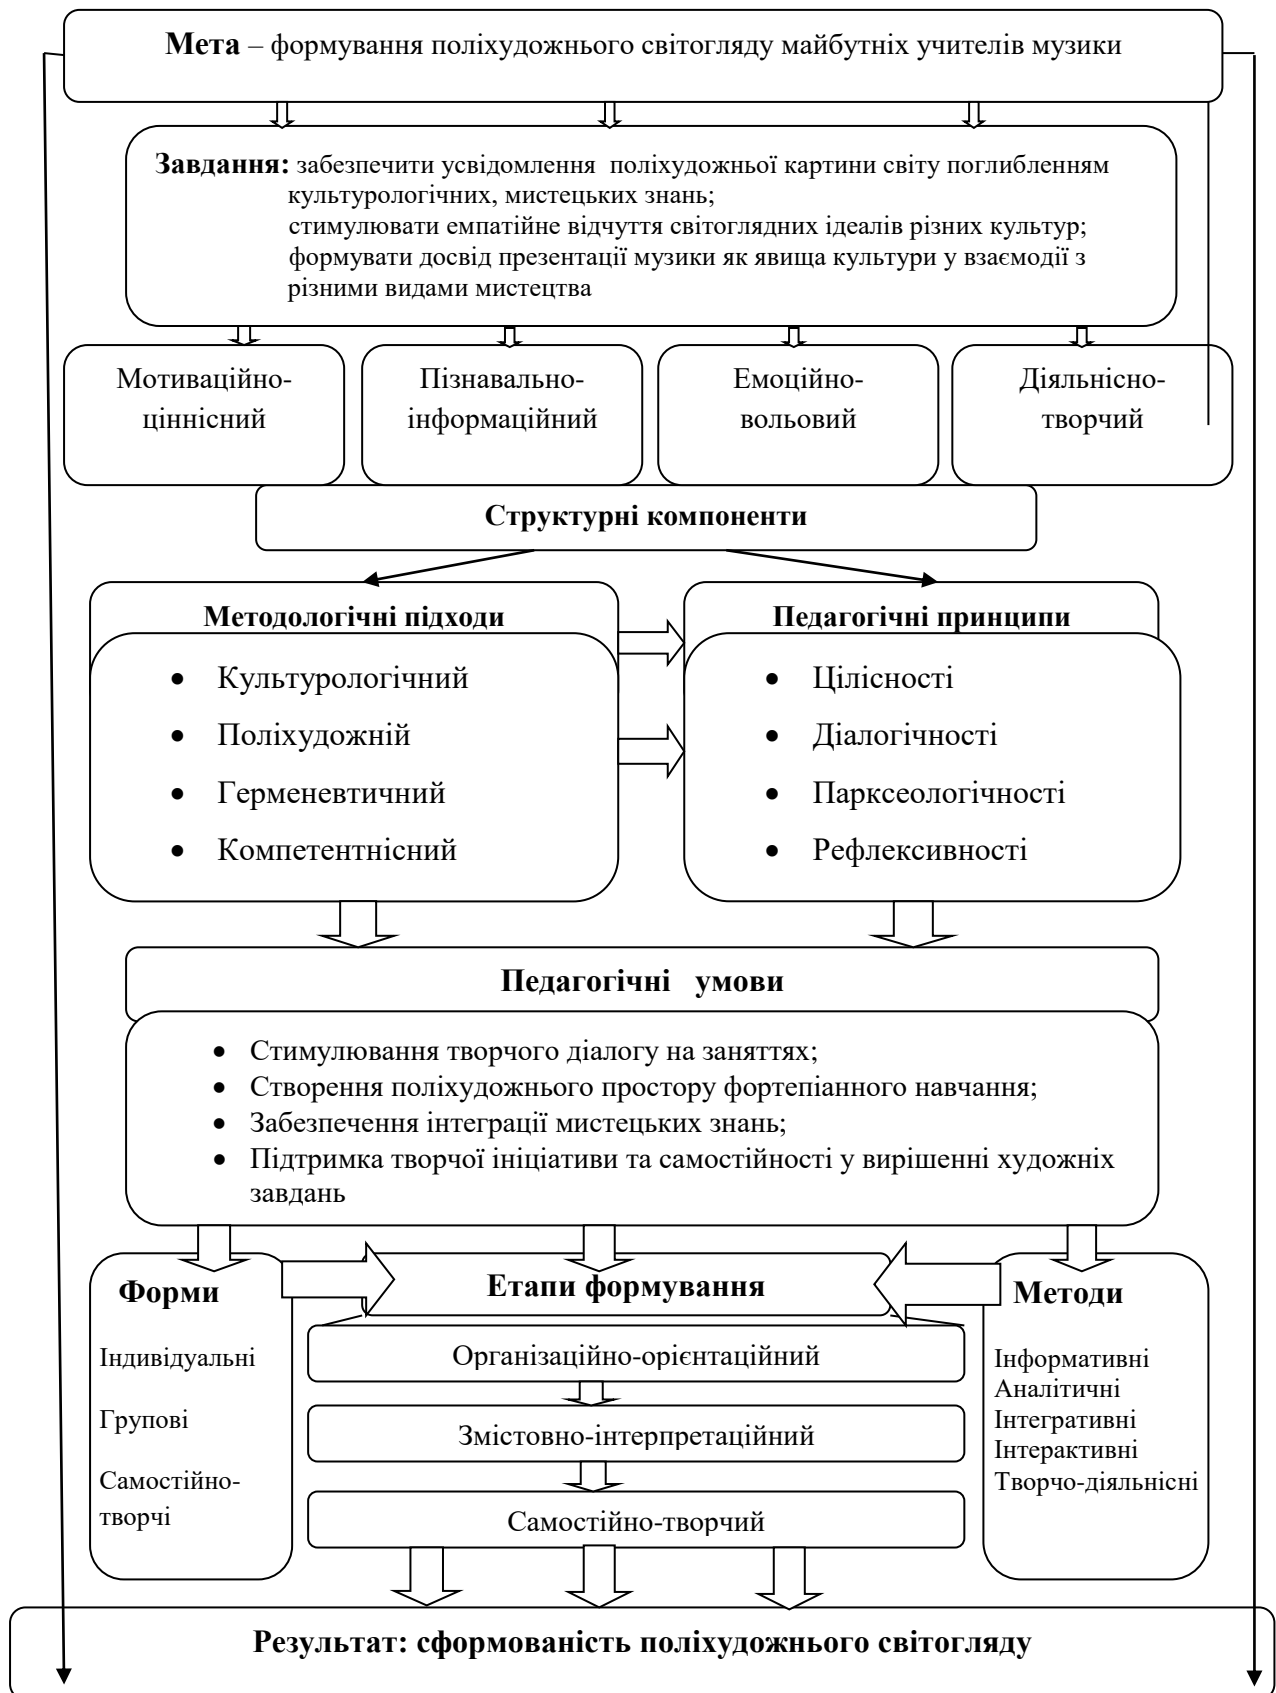 Мета – формування поліхудожнього світогляду майбутніх учителів музики
Завдання: забезпечити усвідомлення поліхудожньої картини світу поглибленням
культурологічних, мистецьких знань;
стимулювати емпатійне відчуття світоглядних ідеалів різних культур;
формувати досвід презентації музики як явища культури у взаємодії з
різними видами мистецтва
Мотиваційно-
ціннісний
Пізнавально-
інформаційний
Емоційно-
вольовий
Діяльнісно-
творчий
Структурні компоненти
Методологічні підходи
• Культурологічний
• Поліхудожній
• Герменевтичний
• Компетентнісний
Педагогічні принципи
• Цілісності
• Діалогічності
• Парксеологічності
• Рефлексивності
Педагогічні умови
• Стимулювання творчого діалогу на заняттях;
• Створення поліхудожнього простору фортепіанного навчання;
• Забезпечення інтеграції мистецьких знань;
• Підтримка творчої ініціативи та самостійності у вирішенні художніх
завдань
Форми
Індивідуальні
Групові
Самостійно-
творчі
Етапи формування
Організаційно-орієнтаційний
Змістовно-інтерпретаційний
Самостійно-творчий
Методи
Інформативні
Аналітичні
Інтегративні
Інтерактивні
Творчо-діяльнісні
Результат: сформованість поліхудожнього світогляду